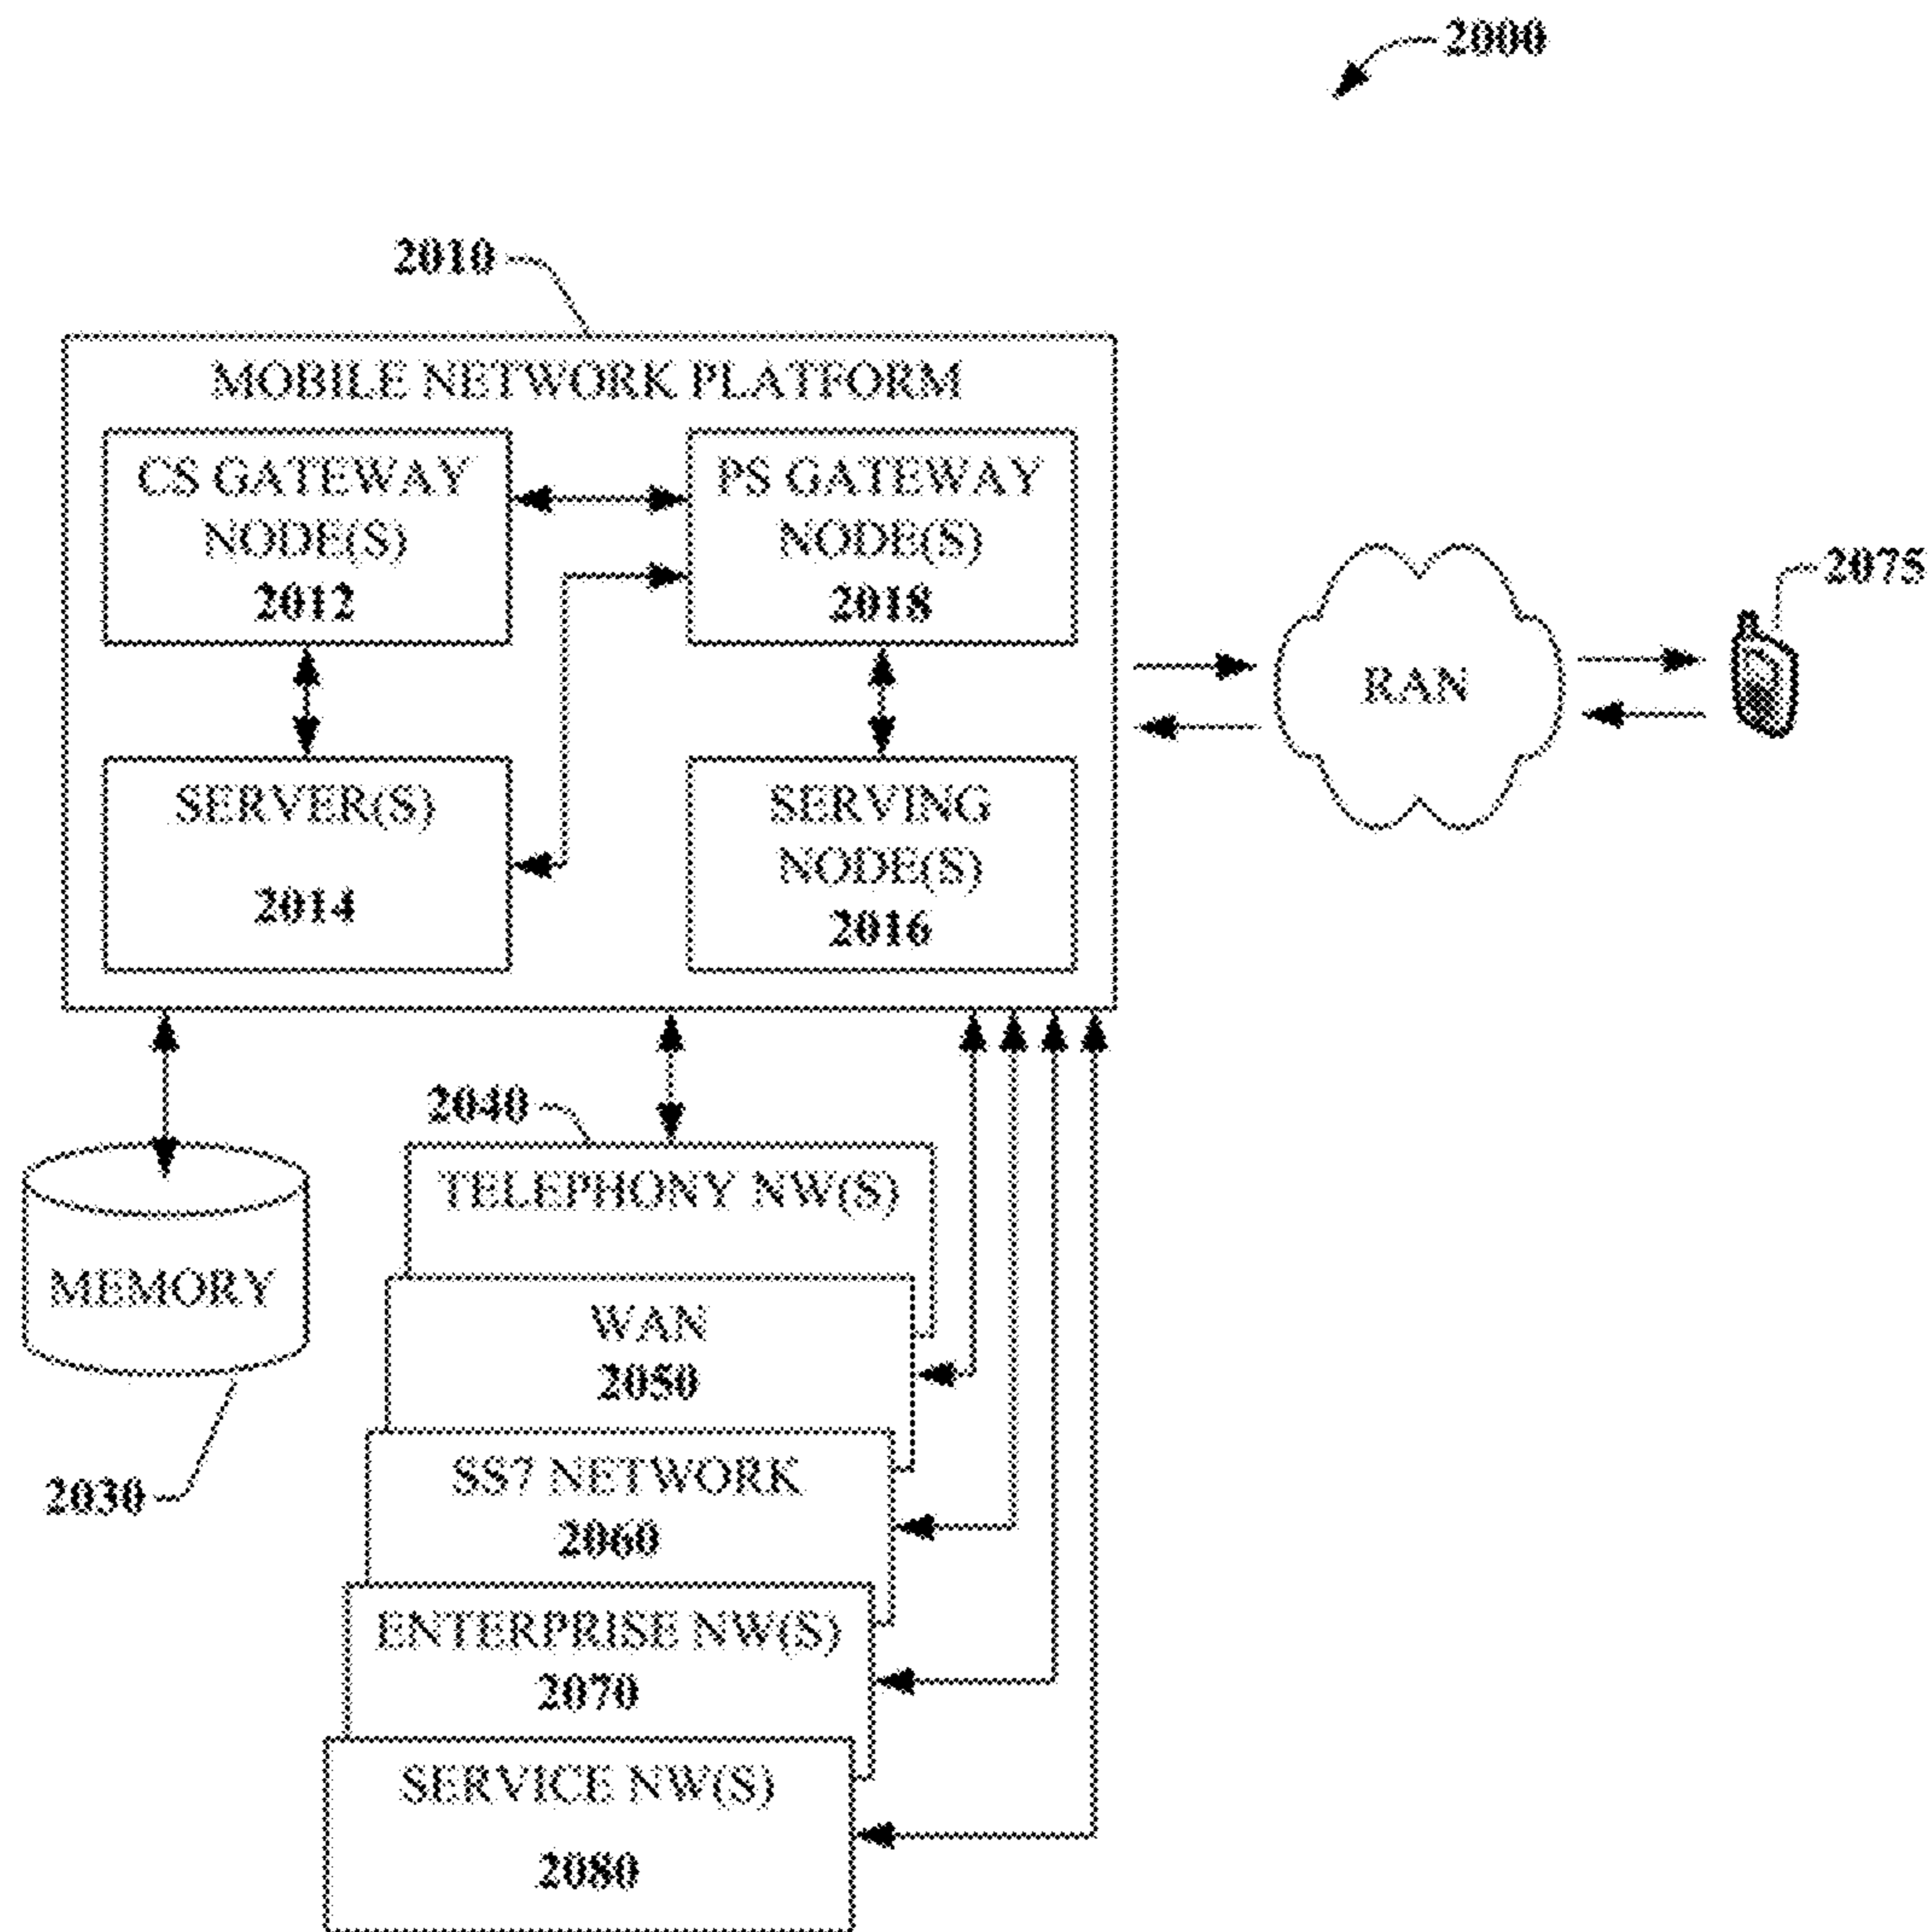 2000
2010
MOBILE NETWORK PLATFORM
CS GATEWAY
NODE(S)
2012
PS GATEWAY
NODE(S)
2018
2075
RAN
SERVER(S)
2014
SERVING
NODE(S)
2016
2040
TELEPHONY NW(S)
MEMORY
WAN
2050
2030
SS7 NETWORK
2060
ENTERPRISE NW(S)
2070
SERVICE NW(S)
2080